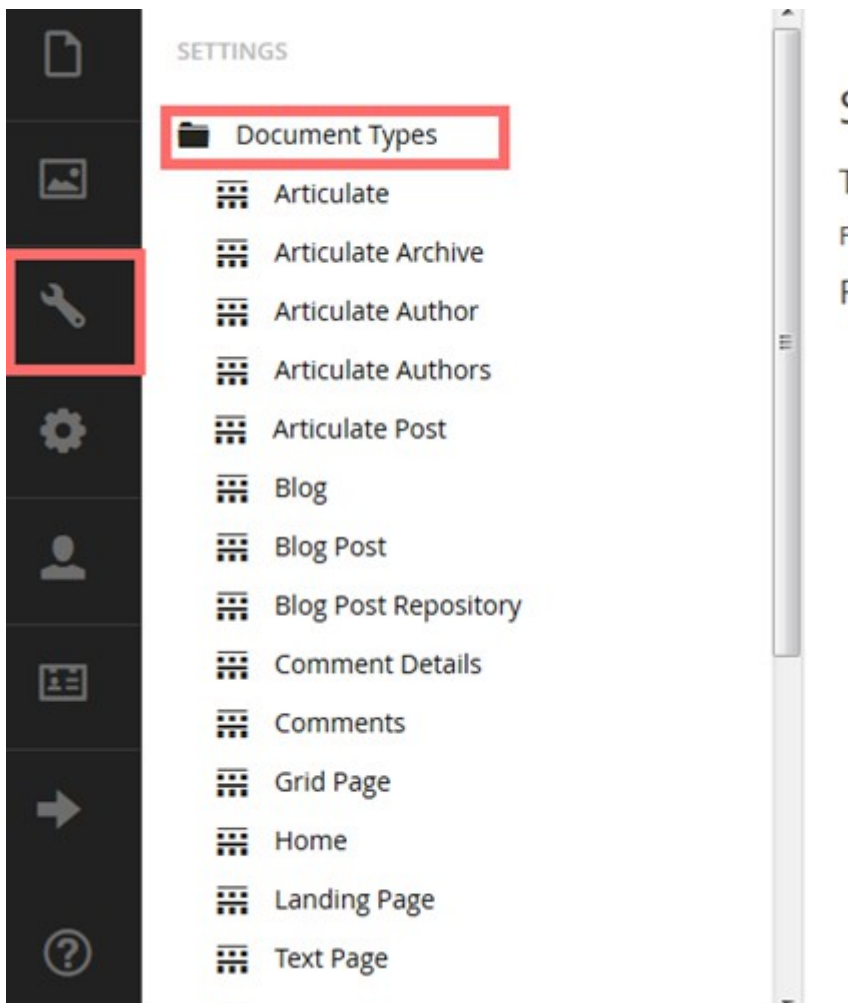 SETTINGS
Document Types
Articulate
Articulate Archive
Articulate Author
Articulate Authors
Articulate Post
Blog
Blog Post
Blog Post Repository
Comment Details
Comments
Grid Page
Home
Landing Page
Text Page